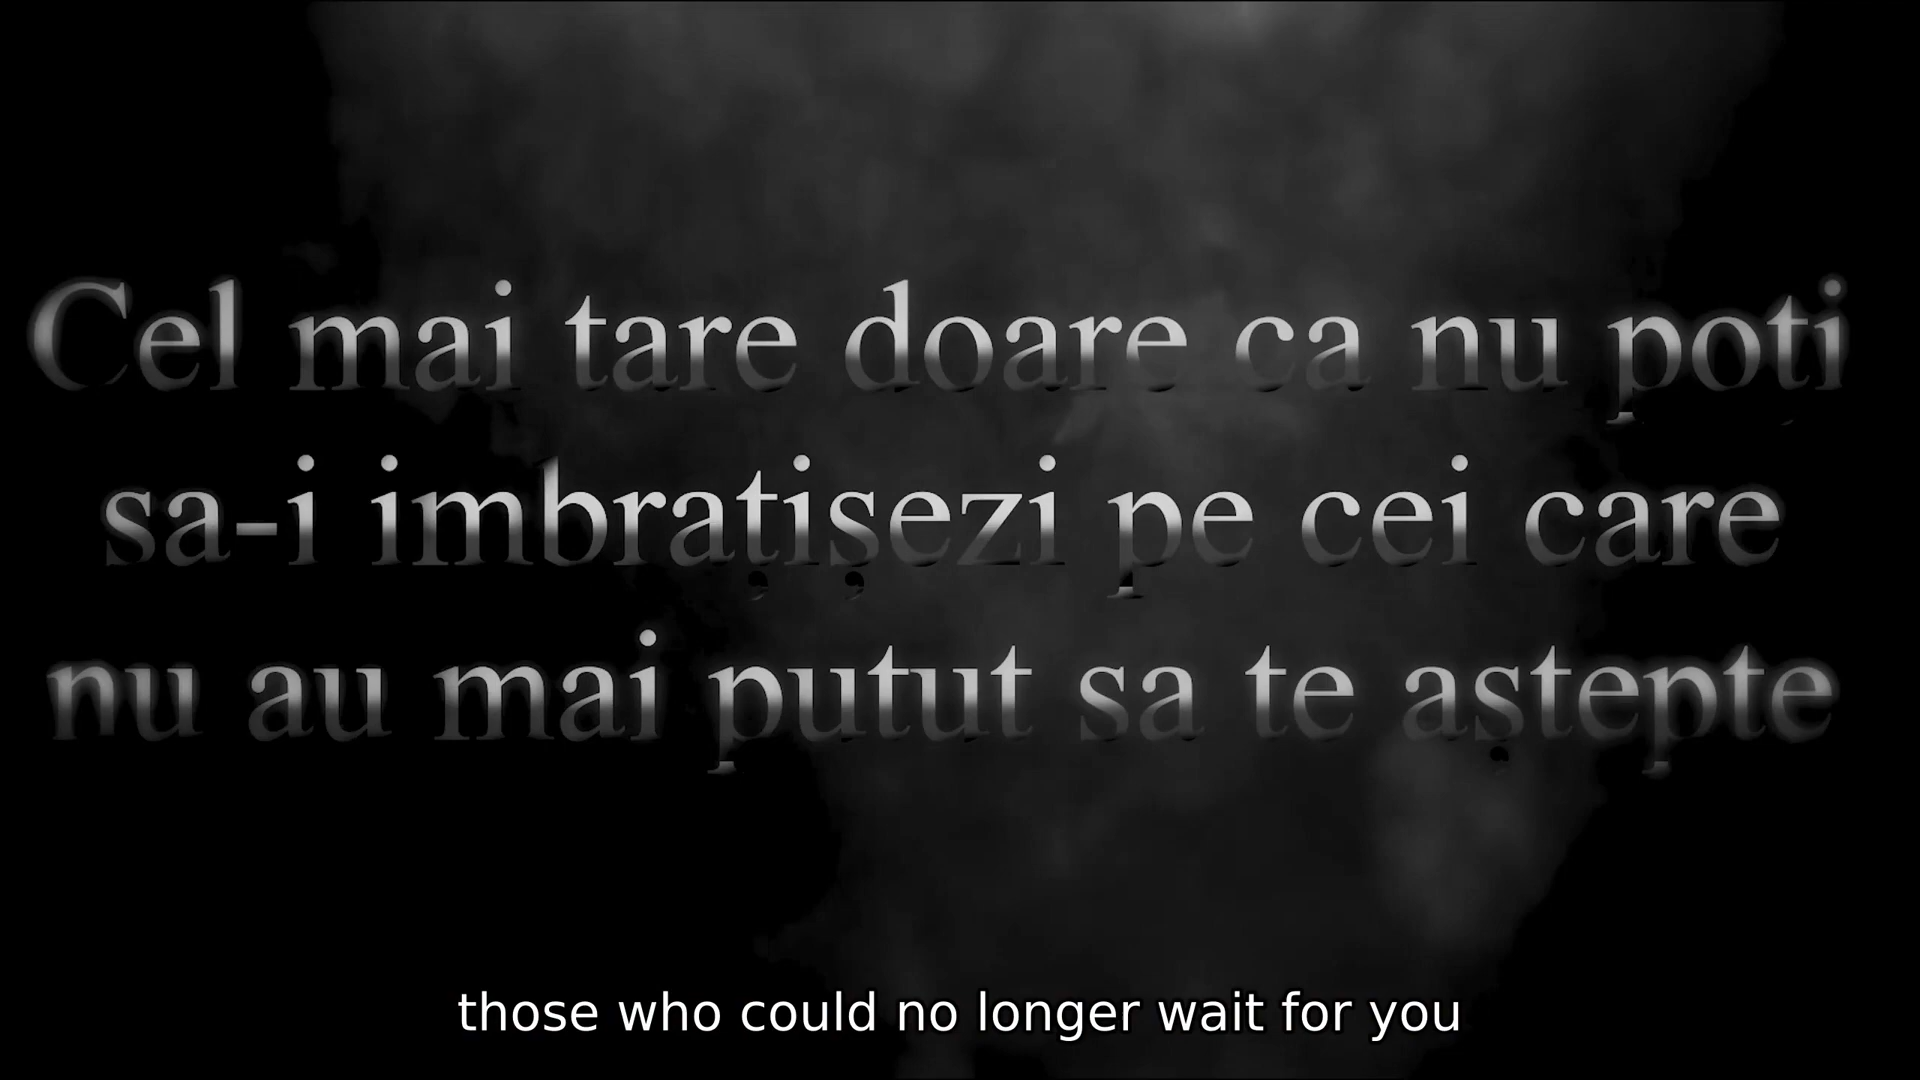 Cel mai tare doare ca nu poti
sa-i imbratișezi pe cei care
nu au mai putut sa te aștepte
those who could no longer wait for you